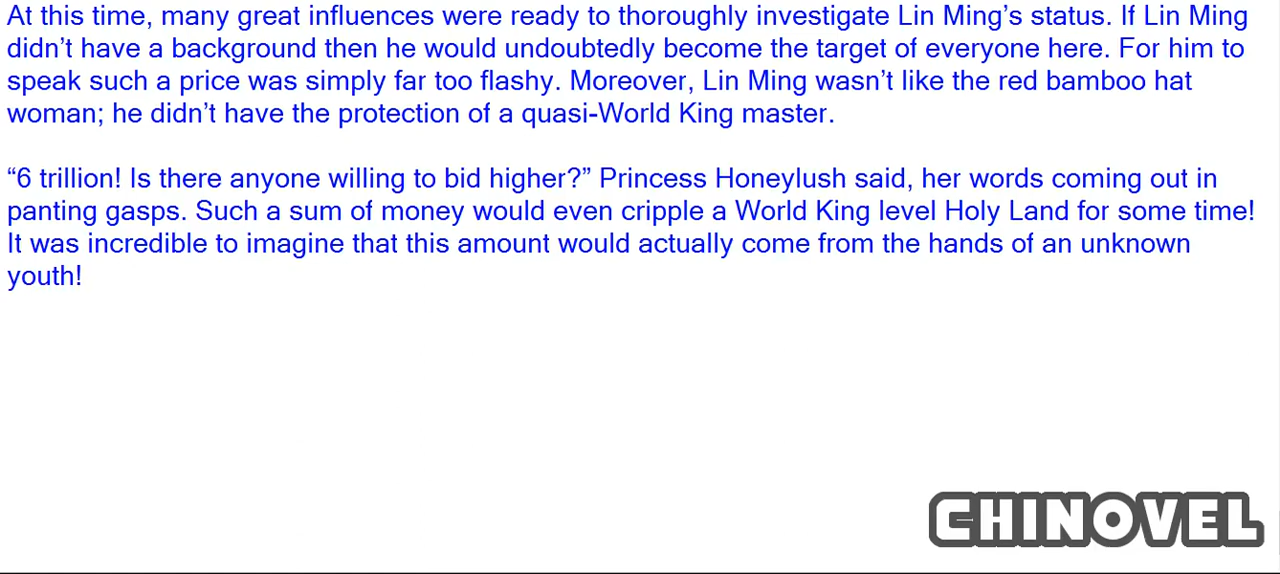 At this time, many great influences were ready to thoroughly investigate Lin Ming’s status. If Lin Ming
didn’t have a background then he would undoubtedly become the target of everyone here. For him to
speak such a price was simply far too flashy. Moreover, Lin Ming wasn’t like the red bamboo hat
woman; he didn’t have the protection of a quasi-World King master.
“6 trillion! Is there anyone willing to bid higher?” Princess Honeylush said, her words coming out in
panting gasps. Such a sum of money would even cripple a World King level Holy Land for some time!
It was incredible to imagine that this amount would actually come from the hands of an unknown
youth!
CHINOVEL